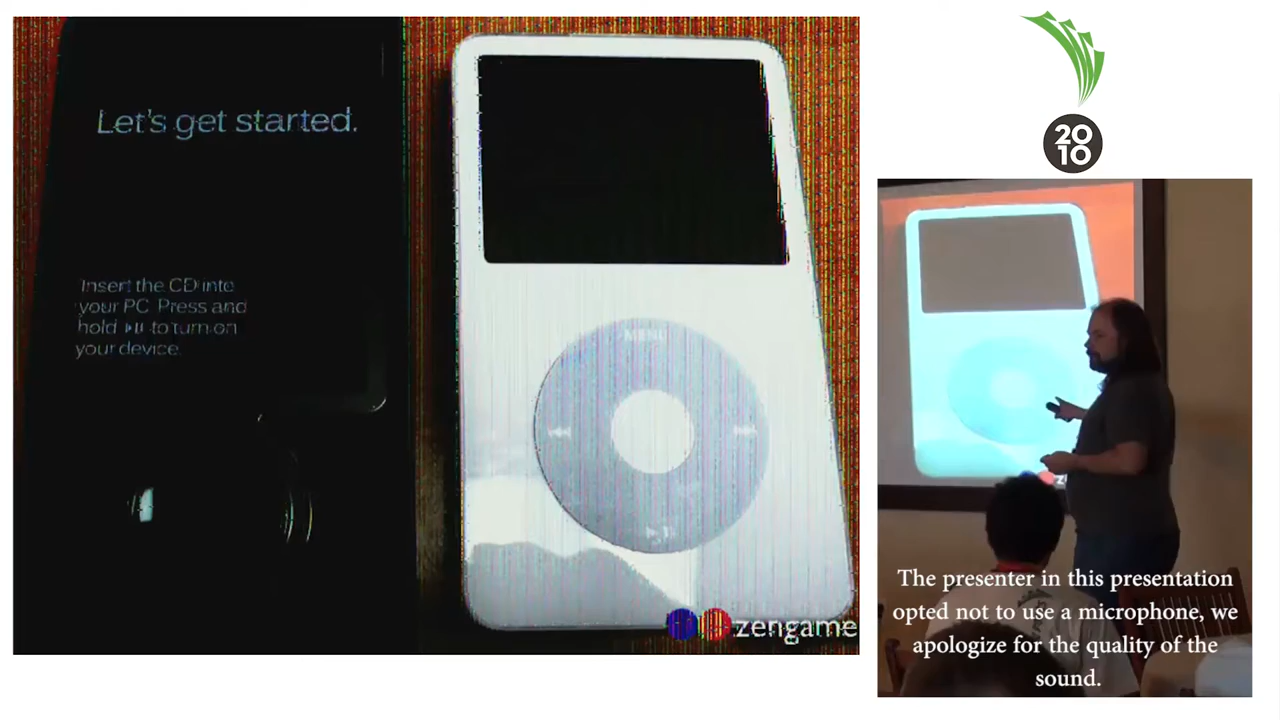 Let's get started.
Insert the CD into
your PC. Press and
hold ▶II to turn on
your device.
MENU
zengame
20
10
The presenter in this presentation
opted not to use a microphone, we
apologize for the quality of the
sound.